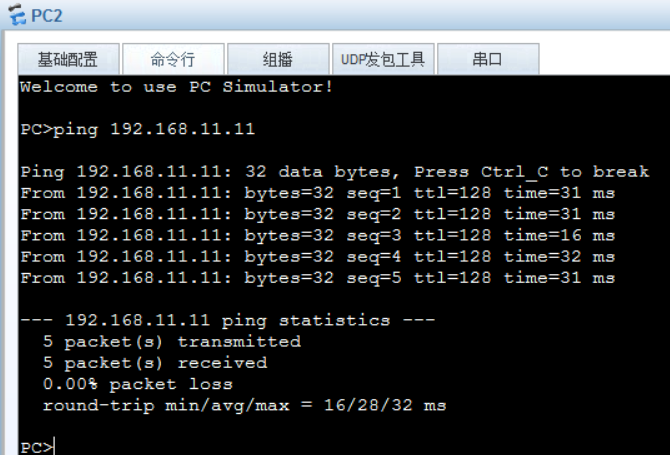 PC2
基础配置 命令行 组播 UDP发包工具 串口
Welcome to use PC Simulator!
PC>ping 192.168.11.11
Ping 192.168.11.11: 32 data bytes, Press Ctrl_C to break
From 192.168.11.11: bytes=32 seq=1 ttl=128 time=31 ms
From 192.168.11.11: bytes=32 seq=2 ttl=128 time=31 ms
From 192.168.11.11: bytes=32 seq=3 ttl=128 time=16 ms
From 192.168.11.11: bytes=32 seq=4 ttl=128 time=32 ms
From 192.168.11.11: bytes=32 seq=5 ttl=128 time=31 ms
--- 192.168.11.11 ping statistics ---
5 packet(s) transmitted
5 packet(s) received
0.00% packet loss
round-trip min/avg/max = 16/28/32 ms
PC>